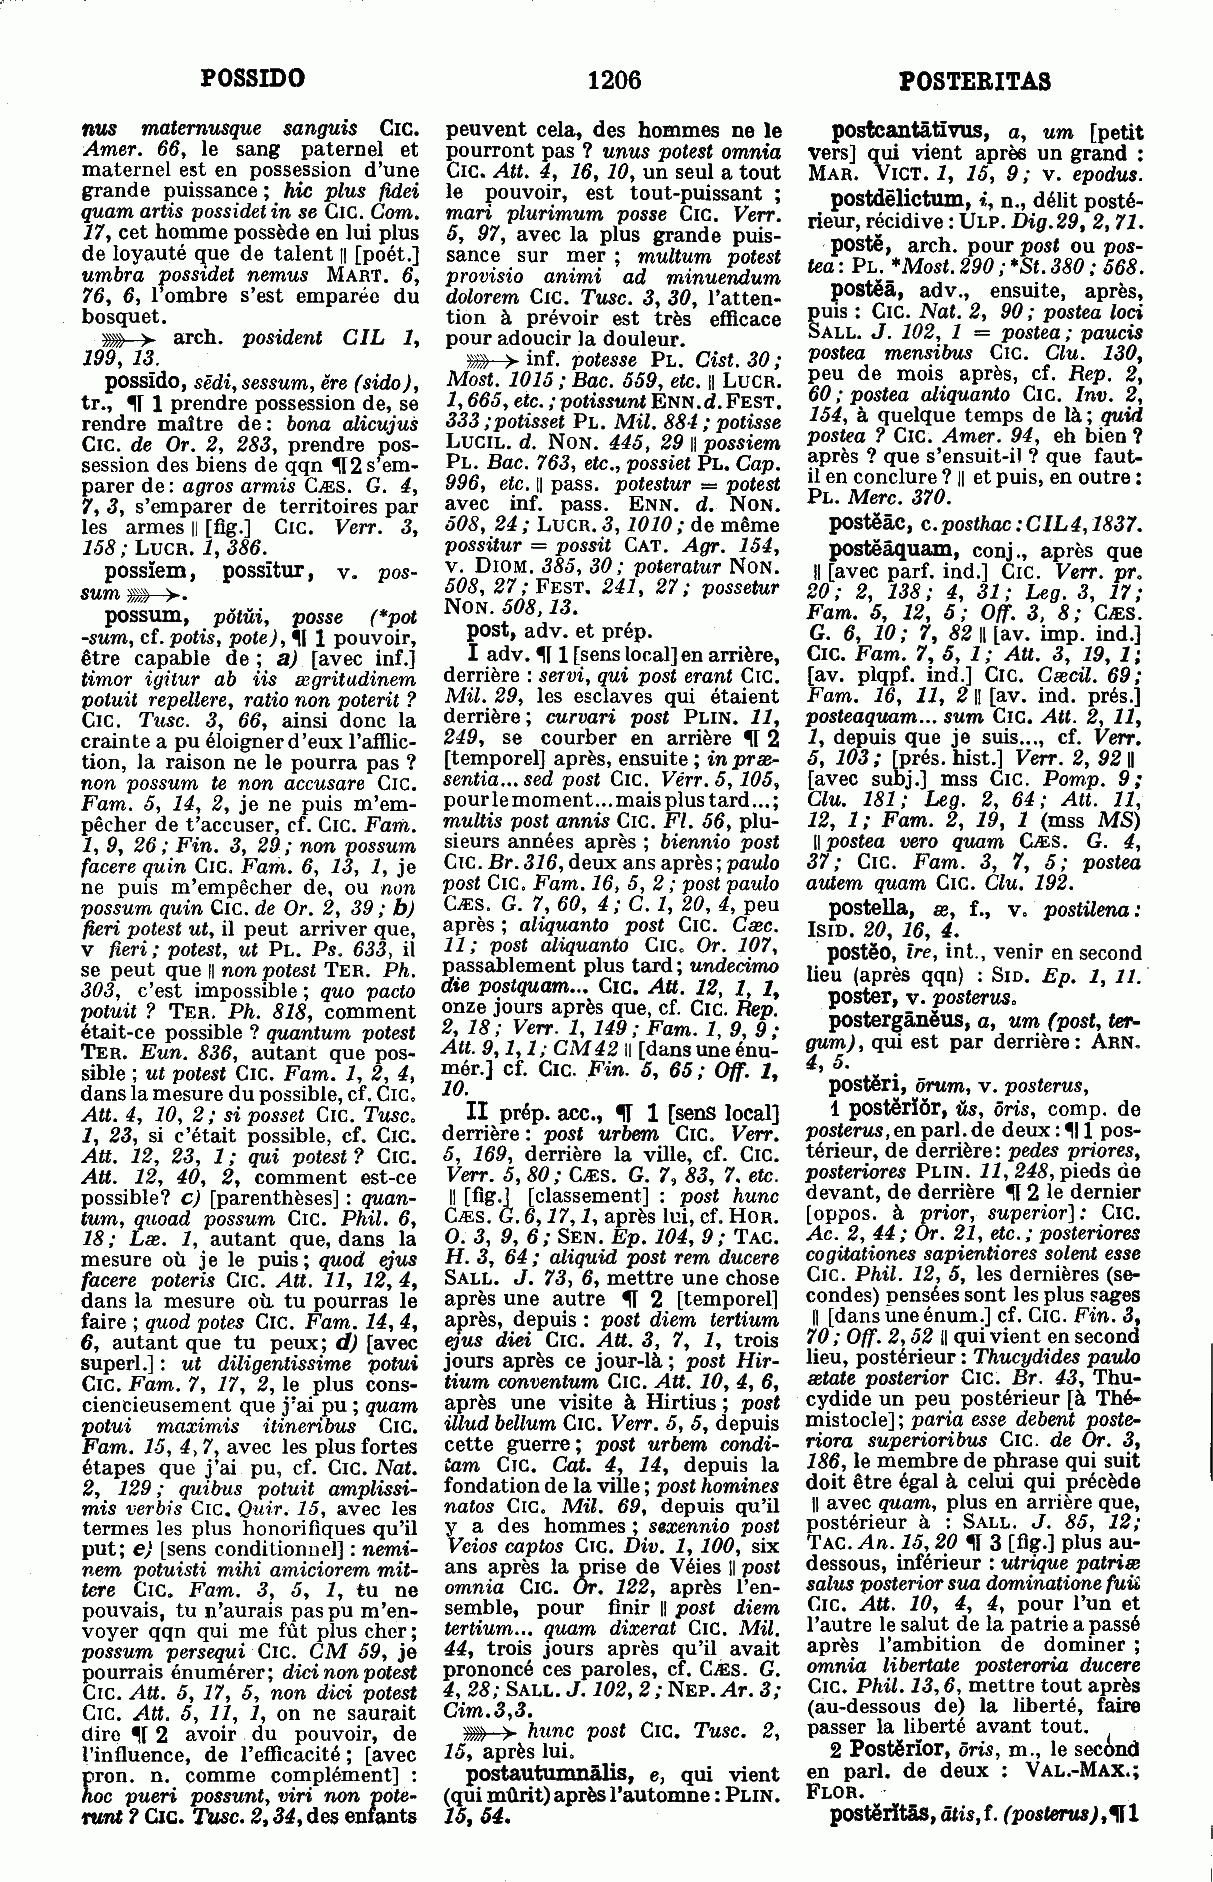 POSSIDO 1206 POSTERITAS
nus maternusque sanguis CIC.
Amer. 66, le sang paternel et
maternel est en possession d'une
grande puissance ; hic plus fidei
quam artis possidet in se CIC. Com.
17, cet homme possède en lui plus
de loyauté que de talent || [poét.]
umbra possidet nemus MART. 6,
76, 6, l'ombre s'est emparée du
bosquet.
arch. posident CIL 1,
199, 13.
possīdo, sēdi, sessum, ĕre (sido),
tr., ¶ 1 prendre possession de, se
rendre maître de : bona alicujus
CIC. de Or. 2, 283, prendre pos-
session des biens de qqn ¶ 2 s'em-
parer de : agros armis CÆS. G. 4,
7, 3, s'emparer de territoires par
les armes || [fig.] CIC. Verr. 3,
158 ; LUCR. 1, 386.
possĭem, possĭtur, v. pos-
sum.
possum, pŏtŭi, posse (*pot
-sum, cf. potis, pote), ¶ 1 pouvoir,
être capable de ; a) [avec inf.]
timor igitur ab iis ægritudinem
potuit repellere, ratio non poterit ?
CIC. Tusc. 3, 66, ainsi donc la
crainte a pu éloigner d'eux l'afflic-
tion, la raison ne le pourra pas ?
non possum te non accusare CIC.
Fam. 5, 14, 2, je ne puis m'em-
pêcher de t'accuser, cf. CIC. Fam.
1, 9, 26 ; Fin. 3, 29 ; non possum
facere quin CIC. Fam. 6, 13, 1, je
ne puis m'empêcher de, ou non
possum quin CIC. de Or. 2, 39 ; b)
fieri potest ut, il peut arriver que,
v fieri ; potest, ut PL. Ps. 633, il
se peut que || non potest TER. Ph.
303, c'est impossible ; quo pacto
potuit ? TER. Ph. 818, comment
était-ce possible ? quantum potest
TER. Eun. 836, autant que pos-
sible ; ut potest CIC. Fam. 1, 2, 4,
dans la mesure du possible, cf. CIC.
Att. 4, 10, 2 ; si posset CIC. Tusc.
1, 23, si c'était possible, cf. CIC.
Att. 12, 23, 1 ; qui potest ? CIC.
Att. 12, 40, 2, comment est-ce
possible? c) [parenthèses] : quan-
tum, quoad possum CIC. Phil. 6,
18 ; Læ. 1, autant que, dans la
mesure où je le puis ; quod ejus
facere poteris CIC. Att. 11, 12, 4,
dans la mesure où tu pourras le
faire ; quod potes CIC. Fam. 14, 4,
6, autant que tu peux ; d) [avec
superl.] : ut diligentissime potui
CIC. Fam. 7, 17, 2, le plus cons-
ciencieusement que j'ai pu ; quam
potui maximis itineribus CIC.
Fam. 15, 4, 7, avec les plus fortes
étapes que j'ai pu, cf. CIC. Nat.
2, 129 ; quibus potuit amplissi-
mis verbis CIC. Quir. 15, avec les
termes les plus honorifiques qu'il
put ; e) [sens conditionnel] : nemi-
nem potuisti mihi amiciorem mit-
tere CIC. Fam. 3, 5, 1, tu ne
pouvais, tu n'aurais pas pu m'en-
voyer qqn qui me fût plus cher ;
possum persequi CIC. CM 59, je
pourrais énumérer ; dici non potest
CIC. Att. 5, 17, 5, non dici potest
CIC. Att. 5, 11, 1, on ne saurait
dire ¶ 2 avoir du pouvoir, de
l'influence, de l'efficacité ; [avec
pron. n. comme complément] :
hoc pueri possunt, viri non pote-
runt ? CIC. Tusc. 2, 34, des enfants
peuvent cela, des hommes ne le
pourront pas ? unus potest omnia
CIC. Att. 4, 16, 10, un seul a tout
le pouvoir, est tout-puissant ;
mari plurimum posse CIC. Verr.
5, 97, avec la plus grande puis-
sance sur mer ; multum potest
provisio animi ad minuendum
dolorem CIC. Tusc. 3, 30, l'atten-
tion à prévoir est très efficace
pour adoucir la douleur.
inf. potesse PL. Cist. 30 ;
Most. 1015 ; Bac. 559, etc. || LUCR.
1, 665, etc. ; potissunt ENN. d. FEST.
333 ; potisset PL. Mil. 884 ; potisse
LUCIL. d. NON. 445, 29 || possiem
PL. Bac. 763, etc., possiet PL. Cap.
996, etc. || pass. potestur = potest
avec inf. pass. ENN. d. NON.
508, 24 ; LUCR. 3, 1010 ; de même
possitur = possit CAT. Agr. 154,
v. DIOM. 385, 30 ; poteratur NON.
508, 27 ; FEST. 241, 27 ; possetur
NON. 508, 13.
post, adv. et prép.
I adv. ¶ 1 [sens local] en arrière,
derrière : servi, qui post erant CIC.
Mil. 29, les esclaves qui étaient
derrière ; curvari post PLIN. 11,
249, se courber en arrière ¶ 2
[temporel] après, ensuite ; in præ-
sentia... sed post CIC. Verr. 5, 105,
pour le moment... mais plus tard... ;
multis post annis CIC. Fl. 56, plu-
sieurs années après ; biennio post
CIC. Br. 316, deux ans après ; paulo
post CIC. Fam. 16, 5, 2 ; post paulo
CÆS. G. 7, 60, 4 ; C. 1, 20, 4, peu
après ; aliquanto post CIC. Cæc.
11 ; post aliquanto CIC. Or. 107,
passablement plus tard ; undecimo
die postquam... CIC. Att. 12, 1, 1,
onze jours après que, cf. CIC. Rep.
2, 18 ; Verr. 1, 149 ; Fam. 1, 9, 9 ;
Att. 9, 1, 1 ; CM 42 || [dans une énu-
mér.] cf. CIC. Fin. 5, 65 ; Off. 1,
10.
II prép. acc., ¶ 1 [sens local]
derrière : post urbem CIC. Verr.
5, 169, derrière la ville, cf. CIC.
Verr. 5, 80 ; CÆS. G. 7, 83, 7. etc.
|| [fig.] [classement] : post hunc
CÆS. G. 6, 17, 1, après lui, cf. HOR.
O. 3, 9, 6 ; SEN. Ep. 104, 9 ; TAC.
H. 3, 64 ; aliquid post rem ducere
SALL. J. 73, 6, mettre une chose
après une autre ¶ 2 [temporel]
après, depuis : post diem tertium
ejus diei CIC. Att. 3, 7, 1, trois
jours après ce jour-là ; post Hir-
tium conventum CIC. Att. 10, 4, 6,
après une visite à Hirtius ; post
illud bellum CIC. Verr. 5, 5, depuis
cette guerre ; post urbem condi-
tam CIC. Cat. 4, 14, depuis la
fondation de la ville ; post homines
natos CIC. Mil. 69, depuis qu'il
y a des hommes ; sexennio post
Veios captos CIC. Div. 1, 100, six
ans après la prise de Véies || post
omnia CIC. Or. 122, après l'en-
semble, pour finir || post diem
tertium... quam dixerat CIC. Mil.
44, trois jours après qu'il avait
prononcé ces paroles, cf. CÆS. G.
4, 28 ; SALL. J. 102, 2 ; NEP. Ar. 3 ;
Cim. 3,3.
hunc post CIC. Tusc. 2,
15, après lui.
postautumnālis, e, qui vient
(qui mûrit) après l'automne : PLIN.
15, 54.
postcantātīvus, a, um [petit
vers] qui vient après un grand :
MAR. VICT. 1, 15, 9 ; v. epodus.
postdēlictum, i, n., délit posté-
rieur, récidive : ULP. Dig. 29, 2, 71.
postĕ, arch. pour post ou pos-
tea : PL. *Most. 290 ; *St. 380 ; 568.
postĕā, adv., ensuite, après,
puis : CIC. Nat. 2, 90 ; postea loci
SALL. J. 102, 1 = postea ; paucis
postea mensibus CIC. Clu. 130,
peu de mois après, cf. Rep. 2,
60 ; postea aliquanto CIC. Inv. 2,
154, à quelque temps de là ; quid
postea ? CIC. Amer. 94, eh bien ?
après ? que s'ensuit-il ? que faut-
il en conclure ? || et puis, en outre :
PL. Merc. 370.
postĕāc, c. posthac : CIL 4, 1837.
postĕāquam, conj., après que
|| [avec parf. ind.] CIC. Verr. pr.
20 ; 2, 138 ; 4, 31 ; Leg. 3, 17 ;
Fam. 5, 12, 5 ; Off. 3, 8 ; CÆS.
G. 6, 10 ; 7, 82 || [av. imp. ind.]
CIC. Fam. 7, 5, 1 ; Att. 3, 19, 1 ;
[av. plqpf. ind.] CIC. Cæcil. 69 ;
Fam. 16, 11, 2 || [av. ind. prés.]
posteaquam... sum CIC. Att. 2, 11,
1, depuis que je suis..., cf. Verr.
5, 103 ; [prés. hist.] Verr. 2, 92 ||
[avec subj.] mss CIC. Pomp. 9 ;
Clu. 181 ; Leg. 2, 64 ; Att. 11,
12, 1 ; Fam. 2, 19, 1 (mss MS)
|| postea vero quam CÆS. G. 4,
37 ; CIC. Fam. 3, 7, 5 ; postea
autem quam CIC. Clu. 192.
postella, æ, f., v. postilena :
ISID. 20, 16, 4.
postĕo, īre, int., venir en second
lieu (après qqn) : SID. Ep. 1, 11.
poster, v. posterus.
postergānĕus, a, um (post, ter-
gum), qui est par derrière : ARN.
4, 5.
postĕri, ōrum, v. posterus,
1 postĕrĭŏr, ŭs, ōris, comp. de
posterus, en parl. de deux : ¶ 1 pos-
térieur, de derrière : pedes priores,
posteriores PLIN. 11, 248, pieds de
devant, de derrière ¶ 2 le dernier
[oppos. à prior, superior] : CIC.
Ac. 2, 44 ; Or. 21, etc. ; posteriores
cogitationes sapientiores solent esse
CIC. Phil. 12, 5, les dernières (se-
condes) pensées sont les plus sages
|| [dans une énum.] cf. CIC. Fin. 3,
70 ; Off. 2, 52 || qui vient en second
lieu, postérieur : Thucydides paulo
ætate posterior CIC. Br. 43, Thu-
cydide un peu postérieur [à Thé-
mistocle] ; paria esse debent poste-
riora superioribus CIC. de Or. 3,
186, le membre de phrase qui suit
doit être égal à celui qui précède
|| avec quam, plus en arrière que,
postérieur à : SALL. J. 85, 12 ;
TAC. An. 15, 20 ¶ 3 [fig.] plus au-
dessous, inférieur : utrique patriæ
salus posterior sua dominatione fuit
CIC. Att. 10, 4, 4, pour l'un et
l'autre le salut de la patrie a passé
après l'ambition de dominer ;
omnia libertate posteroria ducere
CIC. Phil. 13, 6, mettre tout après
(au-dessous de) la liberté, faire
passer la liberté avant tout.
2 Postĕrĭor, ōris, m., le second
en parl. de deux : VAL.-MAX.;
FLOR.
postĕrĭtās, ātis, f. (posterus), ¶ 1